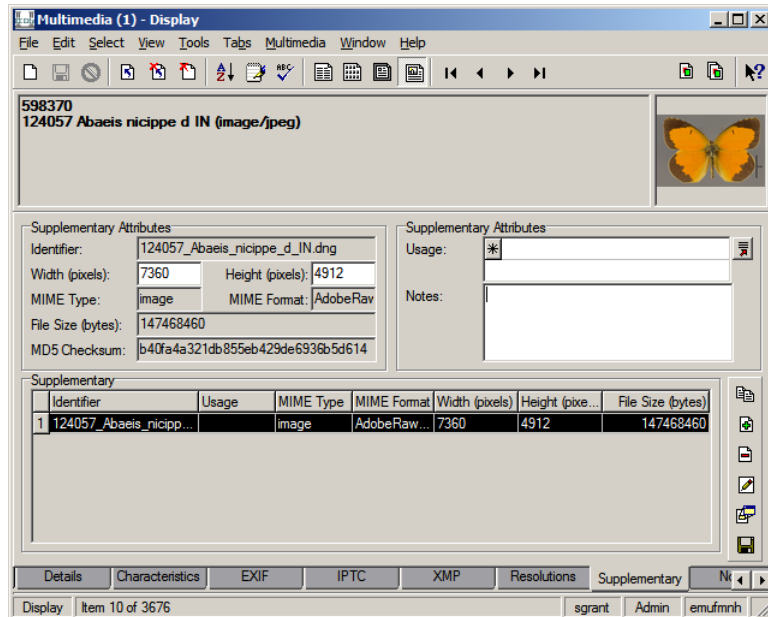 Multimedia (1) - Display
File Edit Select View Tools Tabs Multimedia Window Help
598370
124057 Abaeis nicippe d IN (image/jpeg)
Supplementary Attributes
Identifier: 124057_Abaeis_nicippe_d_IN.dng
Width (pixels): 7360 Height (pixels): 4912
MIME Type: image MIME Format: AdobeRaw
File Size (bytes): 147468460
MD5 Checksum: b40fa4a321db855eb429de6936b5d614
Supplementary Attributes
Usage:
Notes:
Supplementary
Identifier Usage MIME Type MIME Format Width (pixels) Height (pixe... File Size (bytes)
1 124057_Abaeis_nicipp... image AdobeRaw... 7360 4912 147468460
Details Characteristics EXIF IPTC XMP Resolutions Supplementary
Display Item 10 of 3676 sgrant Admin emufmnh